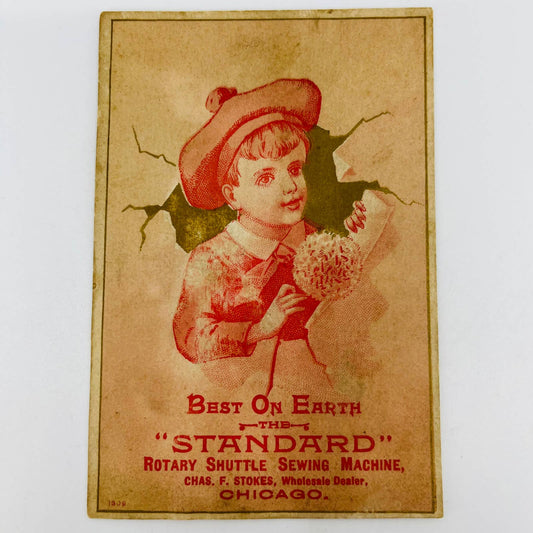 BEST ON EARTH
THE
"STANDARD"
ROTARY SHUTTLE SEWING MACHINE,
CHAS. F. STOKES, Wholesale Dealer,
CHICAGO.